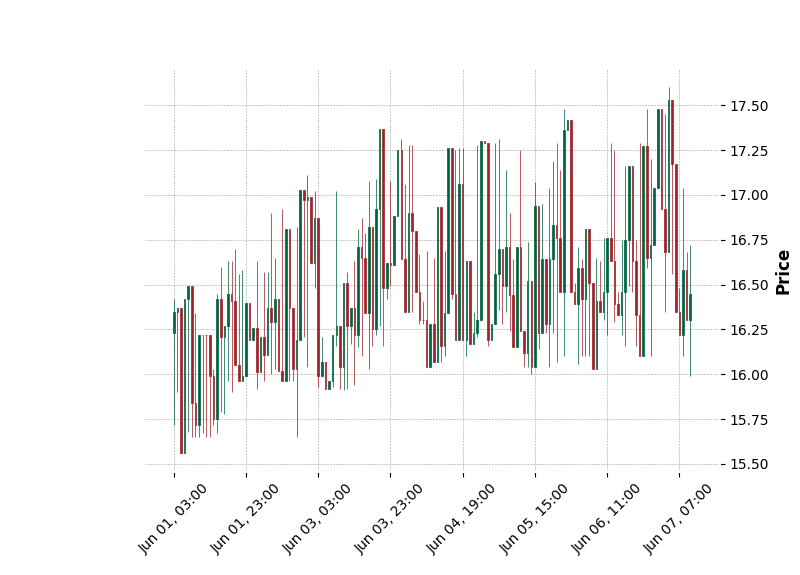 17.50
17.25
17.00
16.75
16.50
16.25
16.00
15.75
15.50
Price
Jun 01, 03:00
Jun 01, 23:00
Jun 03, 03:00
Jun 03, 23:00
Jun 04, 19:00
Jun 05, 15:00
Jun 06, 11:00
Jun 07, 07:00